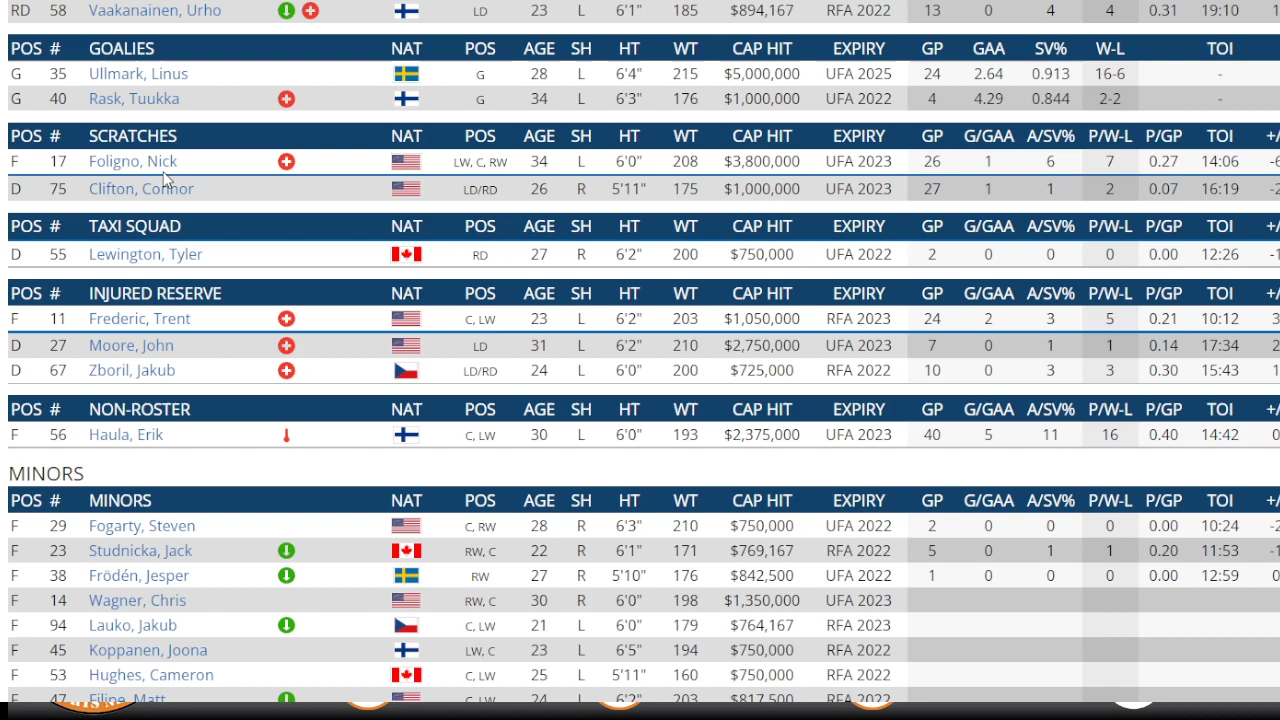 RD 58 Vaakanainen, Urho LD 23 L 6'1" 185 $894,167 RFA 2022 13 0 4 4 0.31 19:10 1
POS # GOALIES NAT POS AGE SH HT WT CAP HIT EXPIRY GP GAA SV% W-L TOI
G 35 Ullmark, Linus G 28 L 6'4" 215 $5,000,000 UFA 2025 24 2.64 0.913 16-6 -
G 40 Rask, Tuukka G 34 L 6'3" 176 $1,000,000 UFA 2022 4 4.29 0.844 2-2 -
POS # SCRATCHES NAT POS AGE SH HT WT CAP HIT EXPIRY GP G/GAA A/SV% P/W-L P/GP TOI +/
F 17 Foligno, Nick LW, C, RW 34 L 6'0" 208 $3,800,000 UFA 2023 26 1 6 7 0.27 14:06 -6
D 75 Clifton, Connor LD/RD 26 R 5'11" 175 $1,000,000 UFA 2023 27 1 1 2 0.07 16:19 -2
POS # TAXI SQUAD NAT POS AGE SH HT WT CAP HIT EXPIRY GP G/GAA A/SV% P/W-L P/GP TOI +/
D 55 Lewington, Tyler RD 27 R 6'2" 200 $750,000 UFA 2022 2 0 0 0 0.00 12:26 -1
POS # INJURED RESERVE NAT POS AGE SH HT WT CAP HIT EXPIRY GP G/GAA A/SV% P/W-L P/GP TOI +/
F 11 Frederic, Trent C, LW 23 L 6'2" 203 $1,050,000 RFA 2023 24 2 3 5 0.21 10:12 3
D 27 Moore, John LD 31 L 6'2" 210 $2,750,000 UFA 2023 7 0 1 1 0.14 17:34
D 67 Zboril, Jakub LD/RD 24 L 6'0" 200 $725,000 RFA 2022 10 0 3 3 0.30 15:43 1
POS # NON-ROSTER NAT POS AGE SH HT WT CAP HIT EXPIRY GP G/GAA A/SV% P/W-L P/GP TOI +/
F 56 Haula, Erik C, LW 30 L 6'0" 193 $2,375,000 UFA 2023 40 5 11 16 0.40 14:42 0
MINORS
POS # MINORS NAT POS AGE SH HT WT CAP HIT EXPIRY GP G/GAA A/SV% P/W-L P/GP TOI +/
F 29 Fogarty, Steven C, RW 28 R 6'3" 210 $750,000 UFA 2022 2 0 0 0 0.00 10:24 -2
F 23 Studnicka, Jack RW, C 22 R 6'1" 171 $769,167 RFA 2022 5 0 1 1 0.20 11:53 -1
F 38 Frödén, Jesper RW 27 R 5'10" 176 $842,500 UFA 2022 1 0 0 0 0.00 12:59
F 14 Wagner, Chris RW, C 30 R 6'0" 198 $1,350,000 UFA 2023
F 94 Lauko, Jakub C, LW 21 L 6'0" 179 $764,167 RFA 2023
F 45 Koppanen, Joona LW, C 23 L 6'5" 194 $750,000 RFA 2022
F 53 Hughes, Cameron C, LW 25 L 5'11" 160 $750,000 RFA 2022
F 47 Filipe, Matt C, LW 24 L 6'2" 203 $817,500 RFA 2022